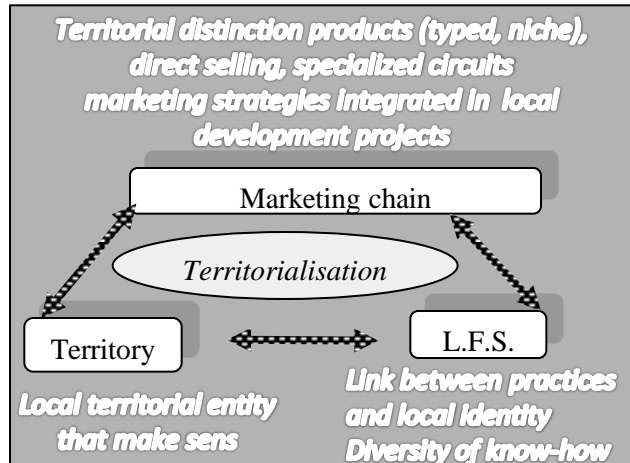 Territorial distinction products (typed, niche),
direct selling, specialized circuits
marketing strategies integrated in local
development projects
Marketing chain
Territorialisation
Territory
L.F.S.
Local territorial entity
that make sens
Link between practices
and local identity
Diversity of know-how